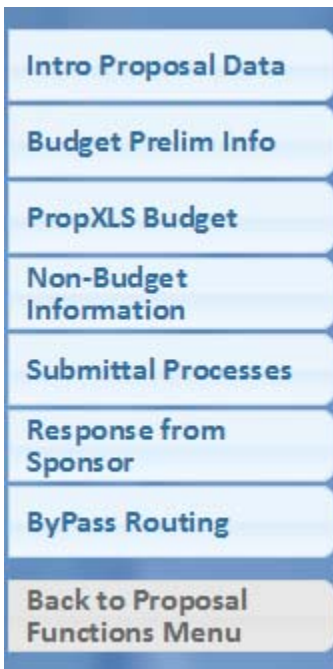 Intro Proposal Data
Budget Prelim Info
PropXLS Budget
Non-Budget
Information
Submittal Processes
Response from
Sponsor
ByPass Routing
Back to Proposal
Functions Menu